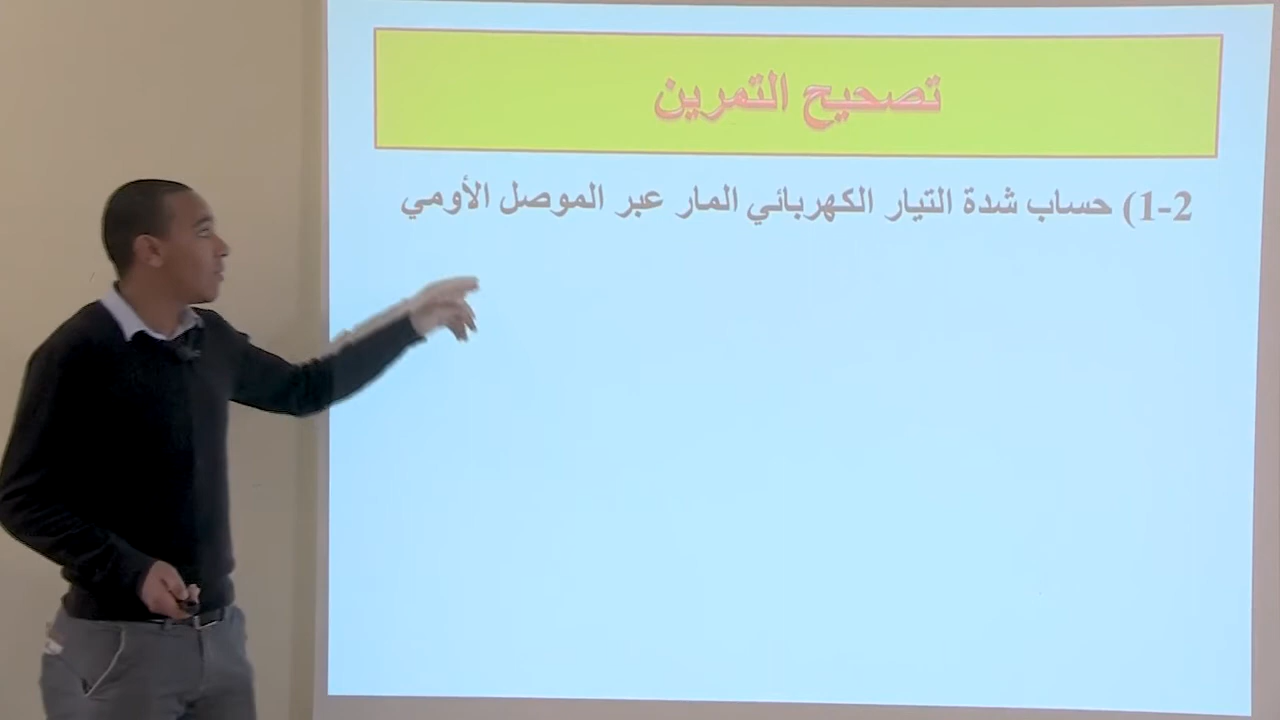 تصحيح التمرين
1-2) حساب شدة التيار الكهربائي المار عبر الموصل الأومي